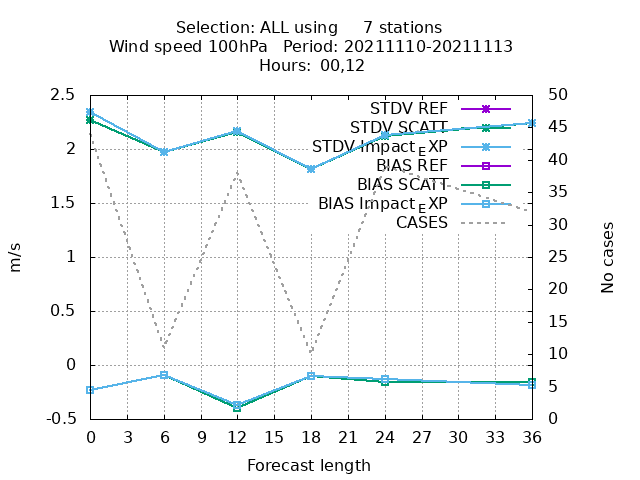 Selection: ALL using     7 stations
Wind speed 100hPa   Period: 20211110-20211113
Hours:  00,12
2.5
2
1.5
1
0.5
0
-0.5
m/s
50
45
40
35
30
25
20
15
10
5
0
No cases
STDV REF
STDV SCATT
STDV Impact_EXP
BIAS REF
BIAS SCATT
BIAS Impact_EXP
CASES
0 3 6 9 12 15 18 21 24 27 30 33 36
Forecast length